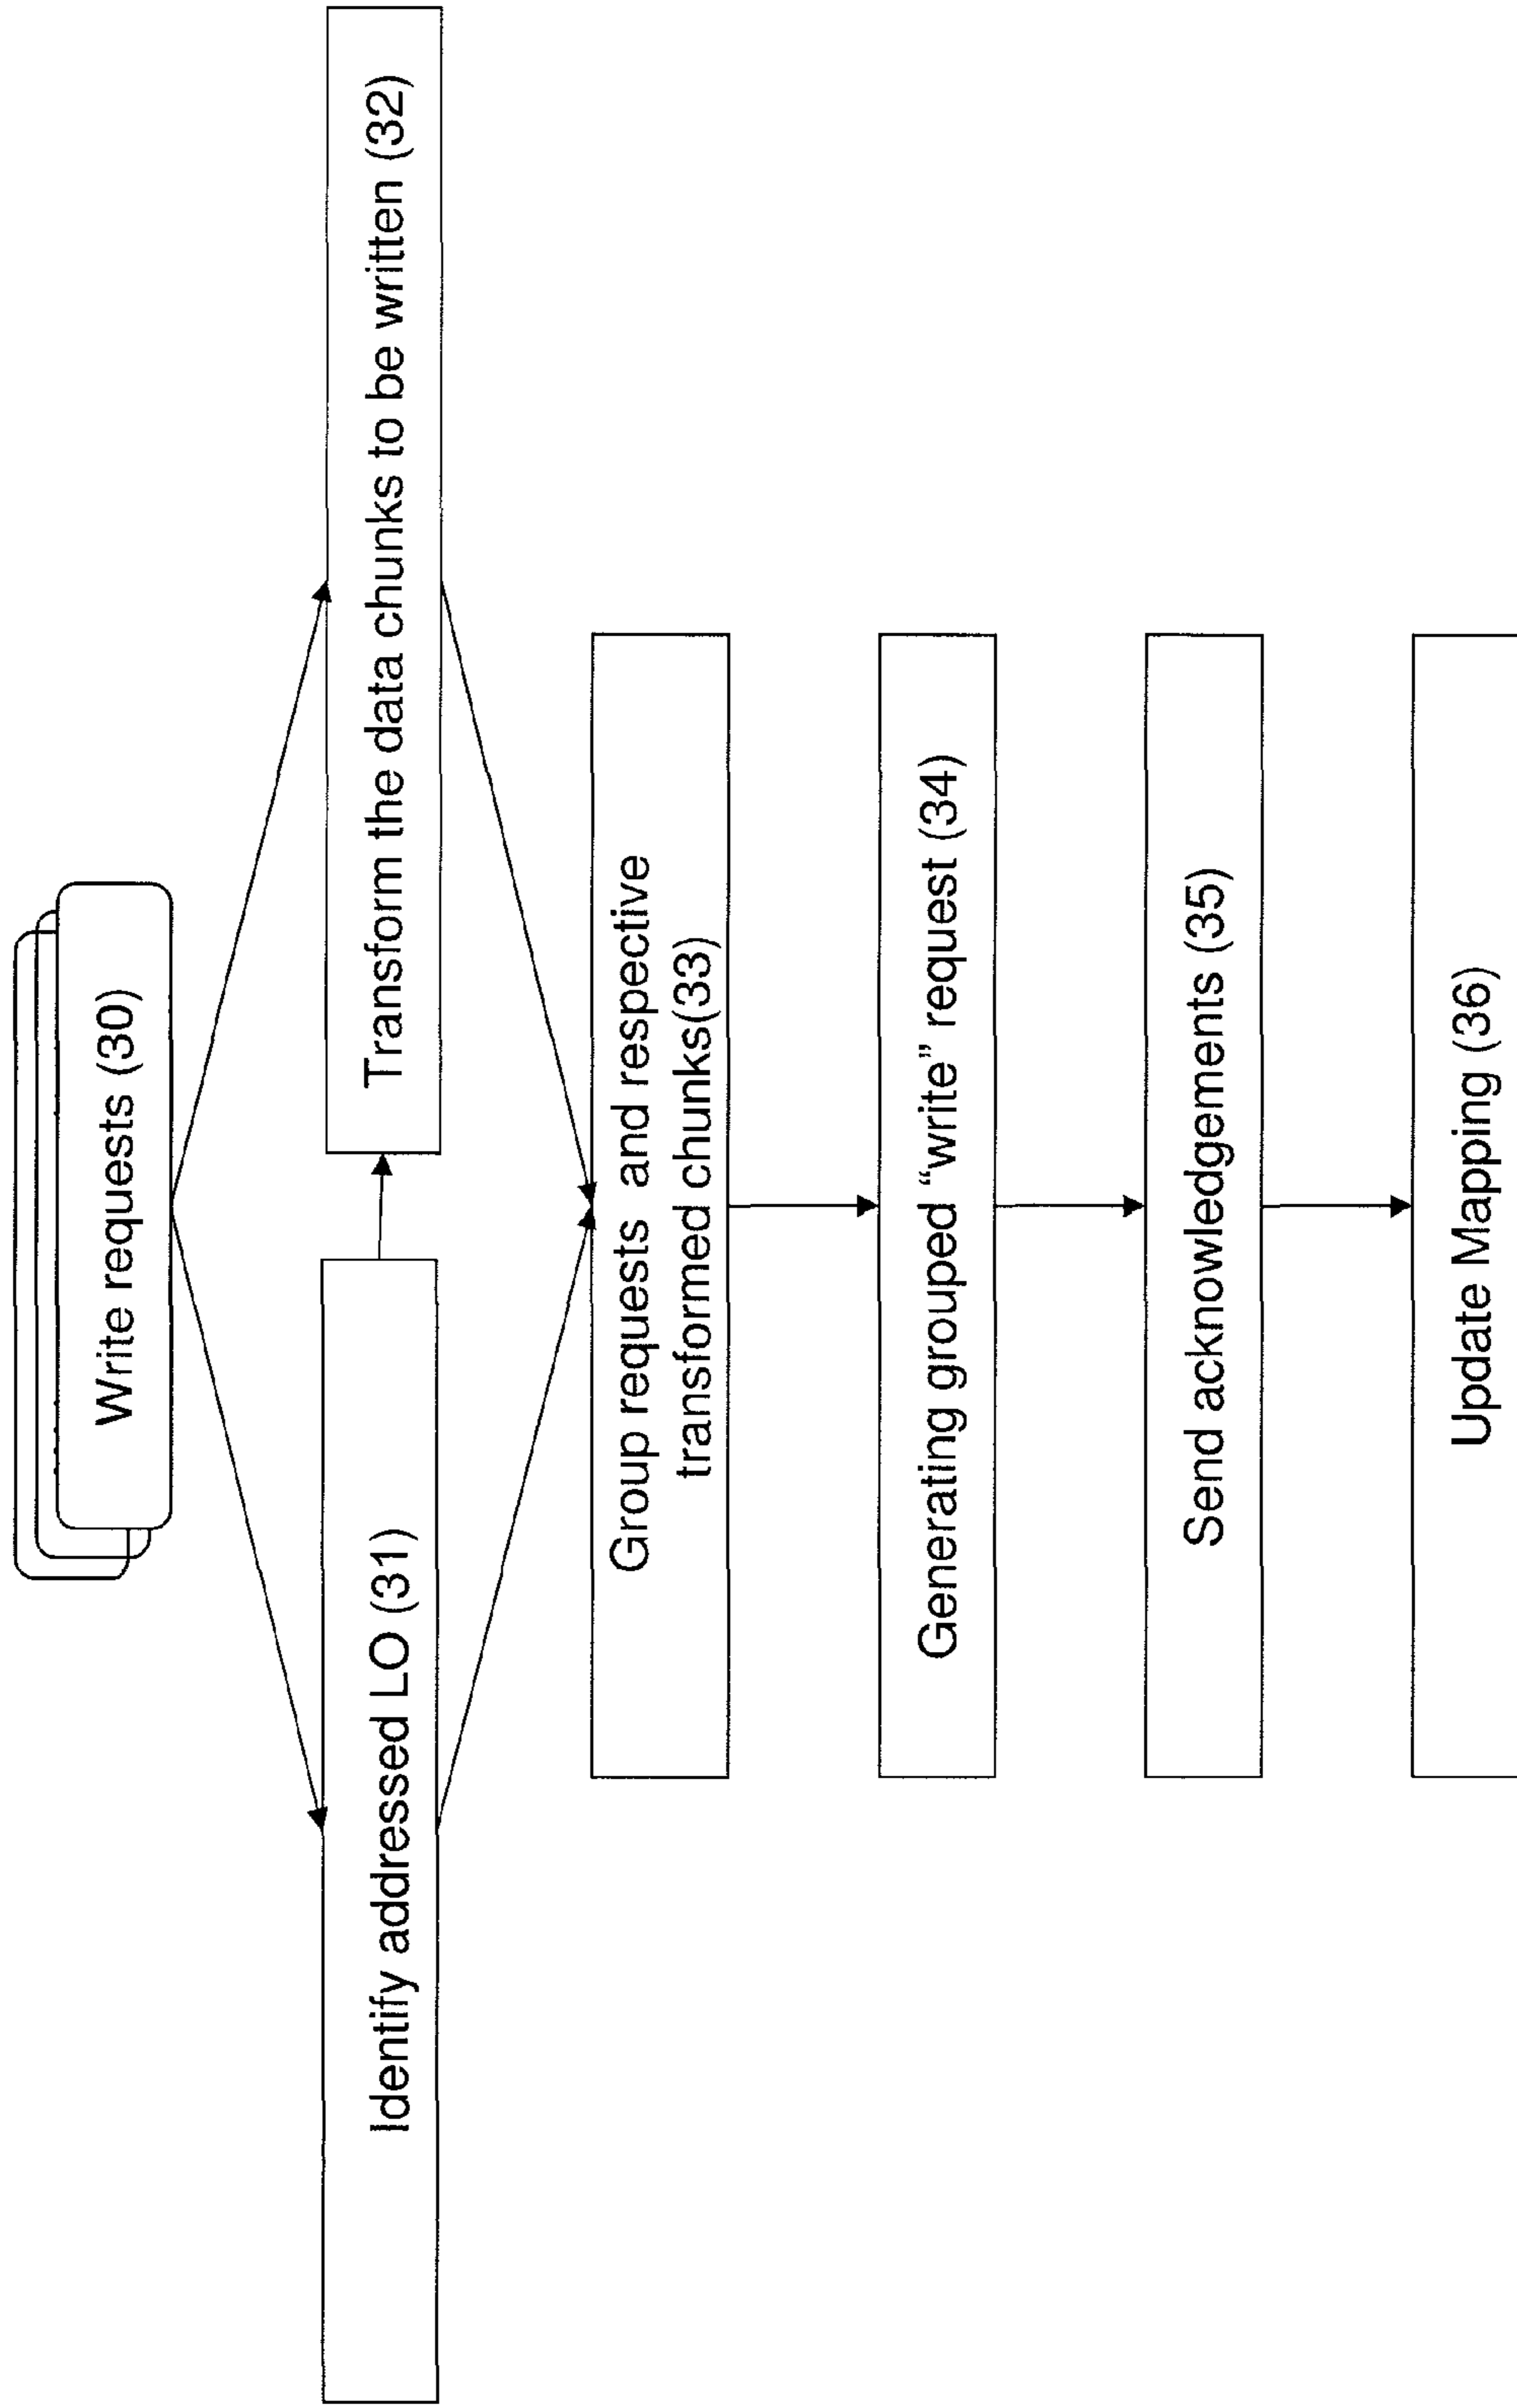 Write requests (30)
Identify addressed LO (31)
Transform the data chunks to be written (32)
Group requests and respective
transformed chunks(33)
Generating grouped “write” request (34)
Send acknowledgements (35)
Update Mapping (36)